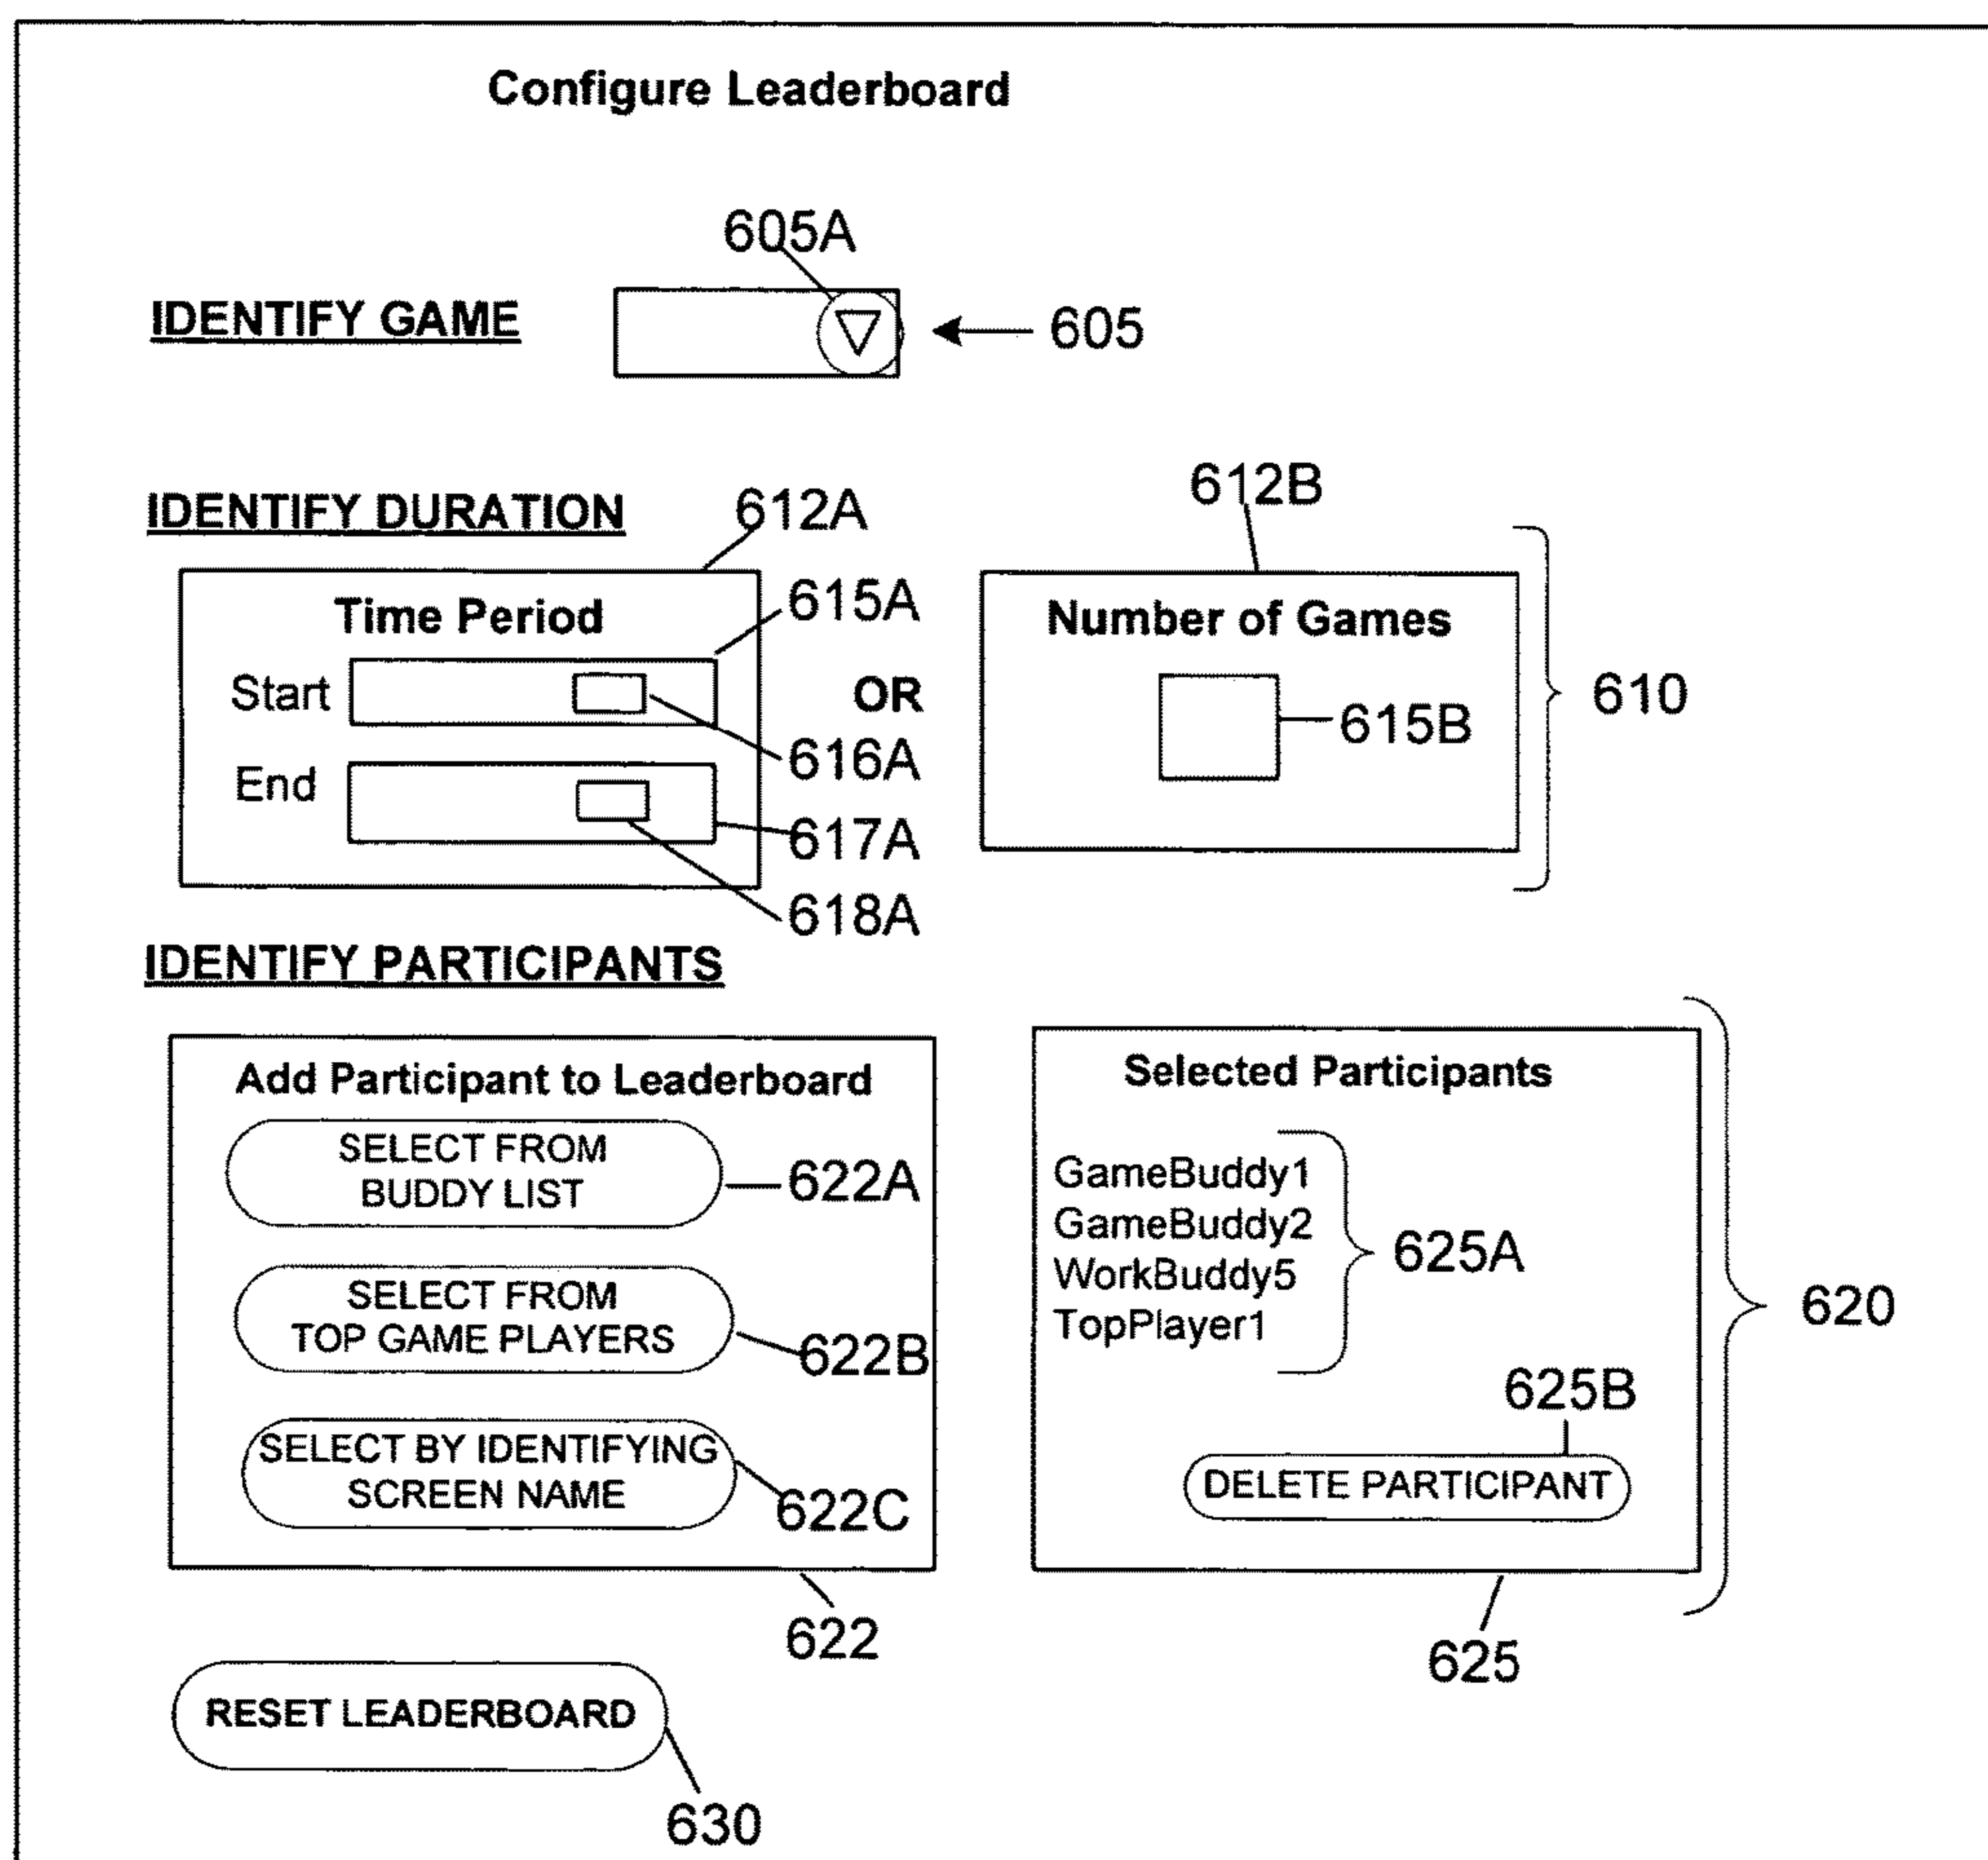 Configure Leaderboard
605A
IDENTIFY GAME
605
IDENTIFY DURATION
612A
612B
Time Period
615A
Number of Games
Start
OR
610
615B
616A
End
617A
618A
IDENTIFY PARTICIPANTS
Add Participant to Leaderboard
SELECT FROM
BUDDY LIST
622A
SELECT FROM
TOP GAME PLAYERS
622B
SELECT BY IDENTIFYING
SCREEN NAME
622C
622
Selected Participants
GameBuddy1
GameBuddy2
WorkBuddy5
TopPlayer1
625A
620
625B
DELETE PARTICIPANT
625
RESET LEADERBOARD
630